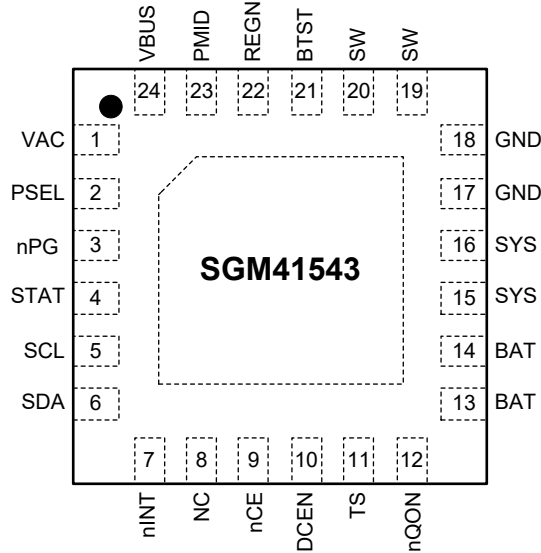 VBUS PMID REGN BTST SW SW
24 23 22 21 20 19
VAC 1 18 GND
PSEL 2 17 GND
nPG 3 16 SYS
SGM41543
STAT 4 15 SYS
SCL 5 14 BAT
SDA 6 13 BAT
7 8 9 10 11 12
nINT NC nCE DCEN TS nQON